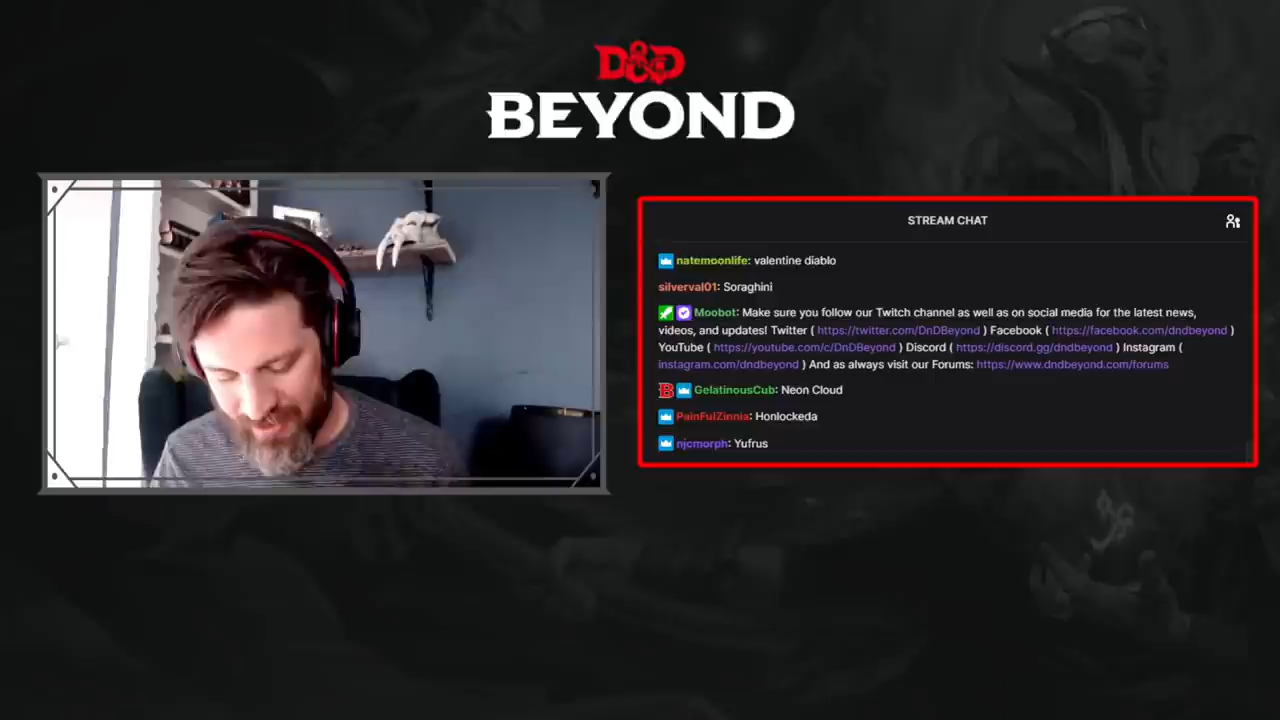 D&D
BEYOND
STREAM CHAT
natemoonlife: valentine diablo
silverval01: Soraghini
Moobot: Make sure you follow our Twitch channel as well as on social media for the latest news,
videos, and updates! Twitter ( https://twitter.com/DnDBeyond ) Facebook ( https://facebook.com/dndbeyond )
YouTube ( https://youtube.com/c/DnDBeyond ) Discord ( https://discord.gg/dndbeyond ) Instagram (
instagram.com/dndbeyond ) And as always visit our Forums: https://www.dndbeyond.com/forums
B GelatinousCub: Neon Cloud
PainFulZinnia: Honlockeda
njcmorph: Yufrus